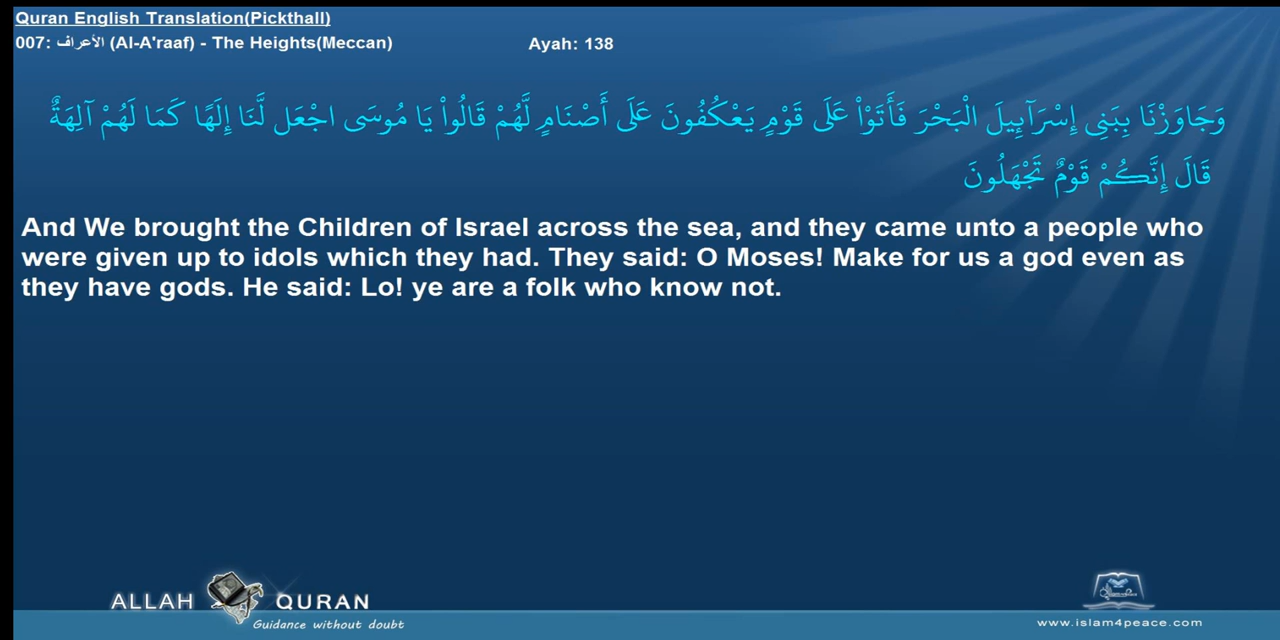 Quran English Translation(Pickthall)
007: الأعراف (Al-A'raaf) - The Heights(Meccan)
Ayah: 138
وَجَاوَزْنَا بِبَنِي إِسْرَآئِيلَ الْبَحْرَ فَأَتَوْاْ عَلَى قَوْمٍ يَعْكُفُونَ عَلَى أَصْنَامٍ لَّهُمْ قَالُواْ يَا مُوسَى اجْعَل لَّنَا إِلَهًا كَمَا لَهُمْ آلِهَةٌ
قَالَ إِنَّكُمْ قَوْمٌ تَجْهَلُونَ
And We brought the Children of Israel across the sea, and they came unto a people who
were given up to idols which they had. They said: O Moses! Make for us a god even as
they have gods. He said: Lo! ye are a folk who know not.
ALLAH QURAN
Guidance without doubt
www.islam4peace.com